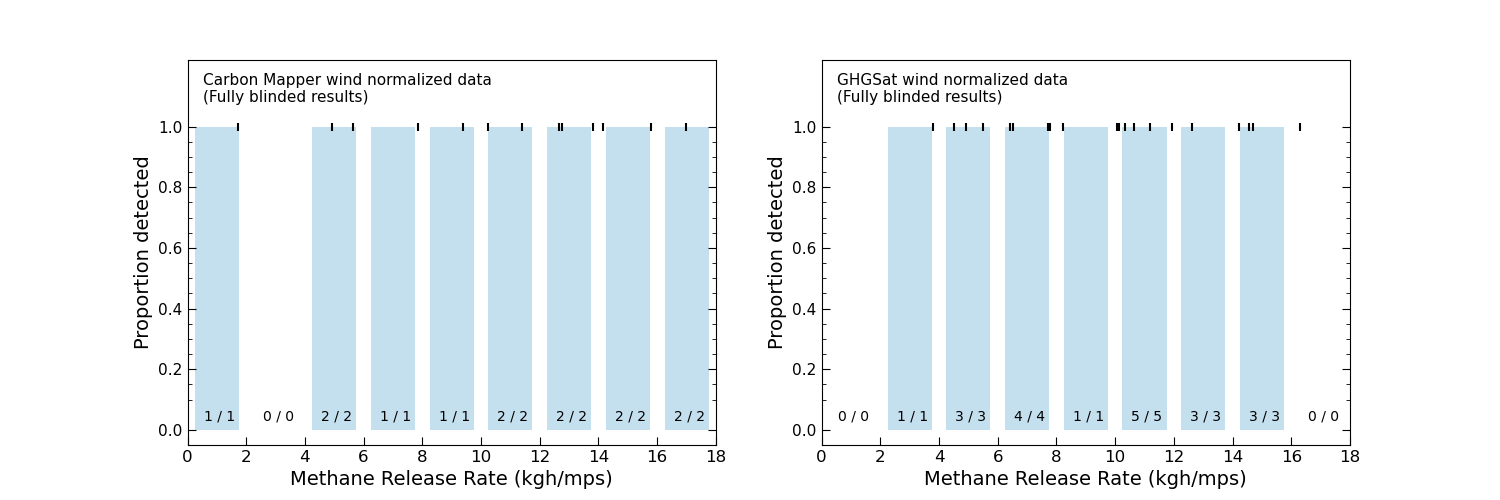 Carbon Mapper wind normalized data
(Fully blinded results)
Proportion detected
1.0
0.8
0.6
0.4
0.2
0.0
1 / 1
0 / 0
2 / 2
1 / 1
1 / 1
2 / 2
2 / 2
2 / 2
2 / 2
0
2
4
6
8
10
12
14
16
18
Methane Release Rate (kgh/mps)
GHGSat wind normalized data
(Fully blinded results)
Proportion detected
1.0
0.8
0.6
0.4
0.2
0.0
0 / 0
1 / 1
3 / 3
4 / 4
1 / 1
5 / 5
3 / 3
3 / 3
0 / 0
0
2
4
6
8
10
12
14
16
18
Methane Release Rate (kgh/mps)